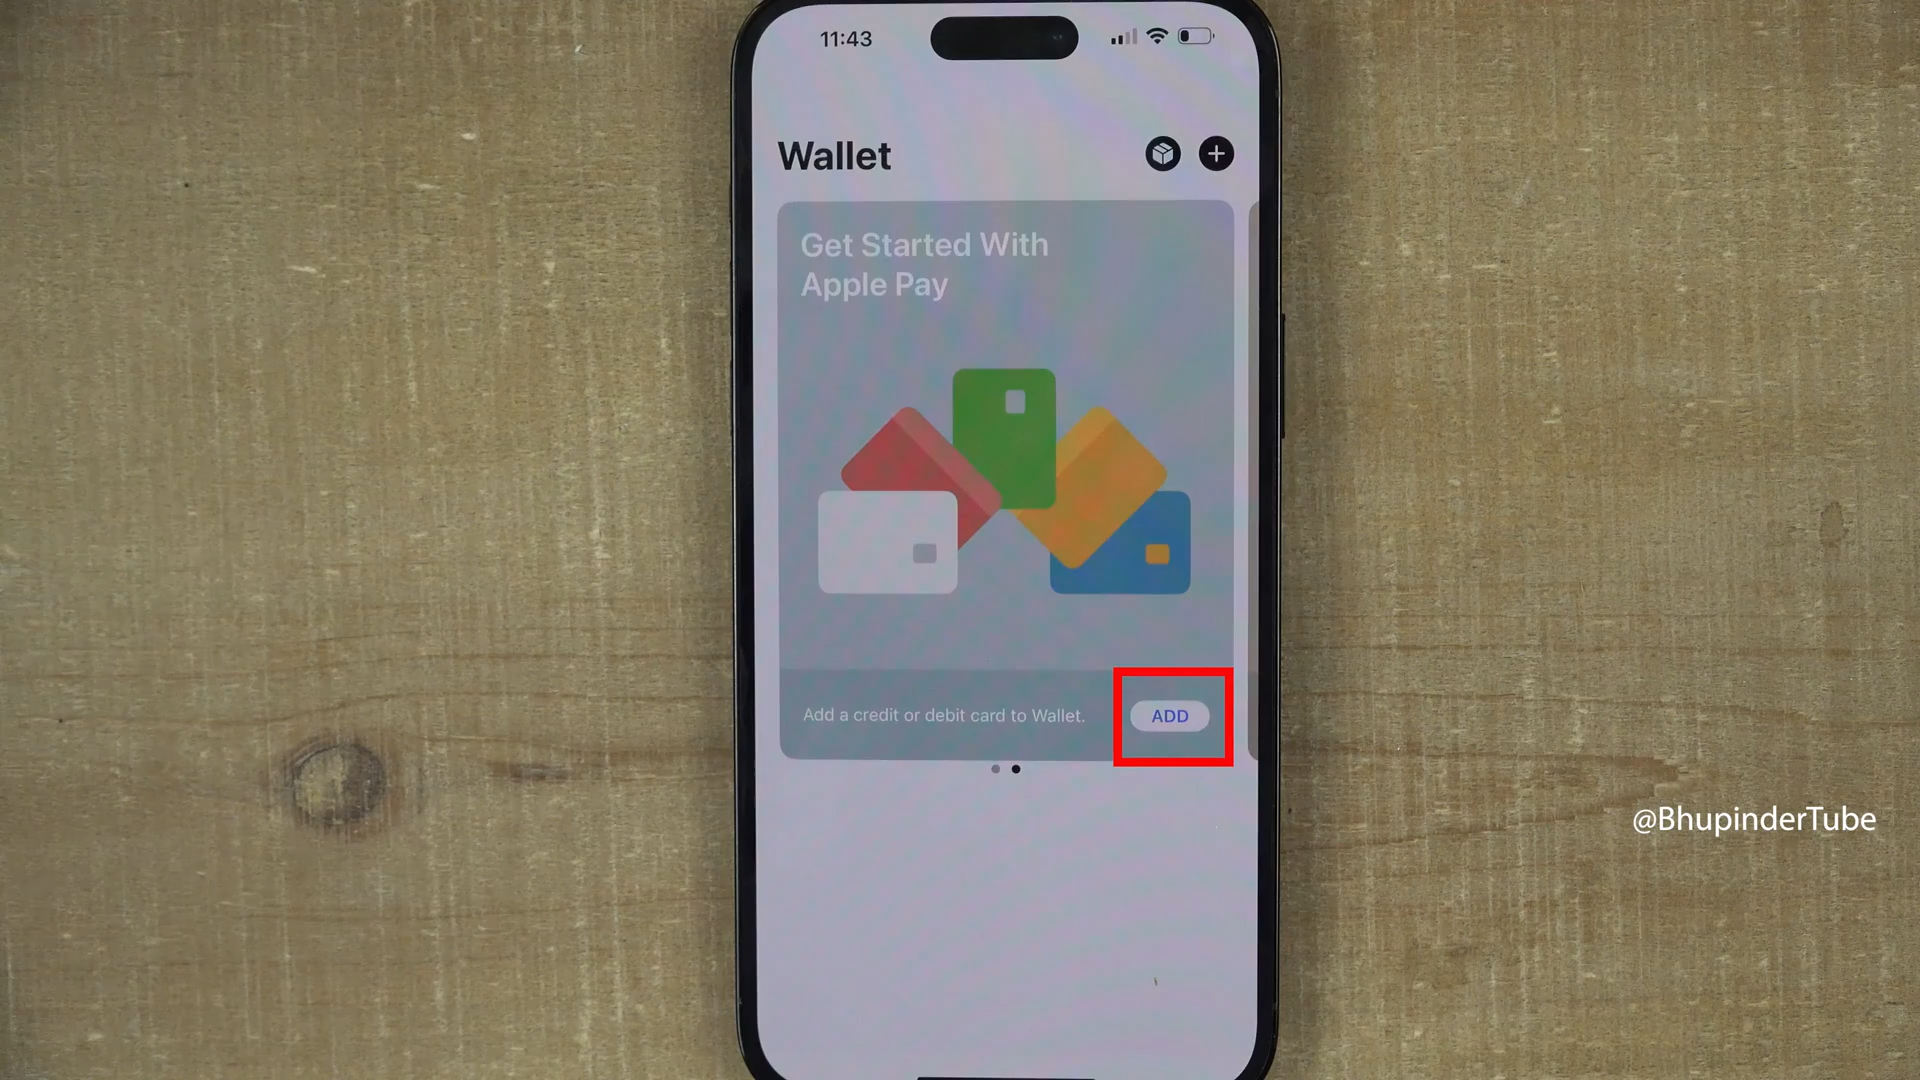 11:43
Wallet
Get Started With
Apple Pay
Add a credit or debit card to Wallet.
ADD
@BhupinderTube